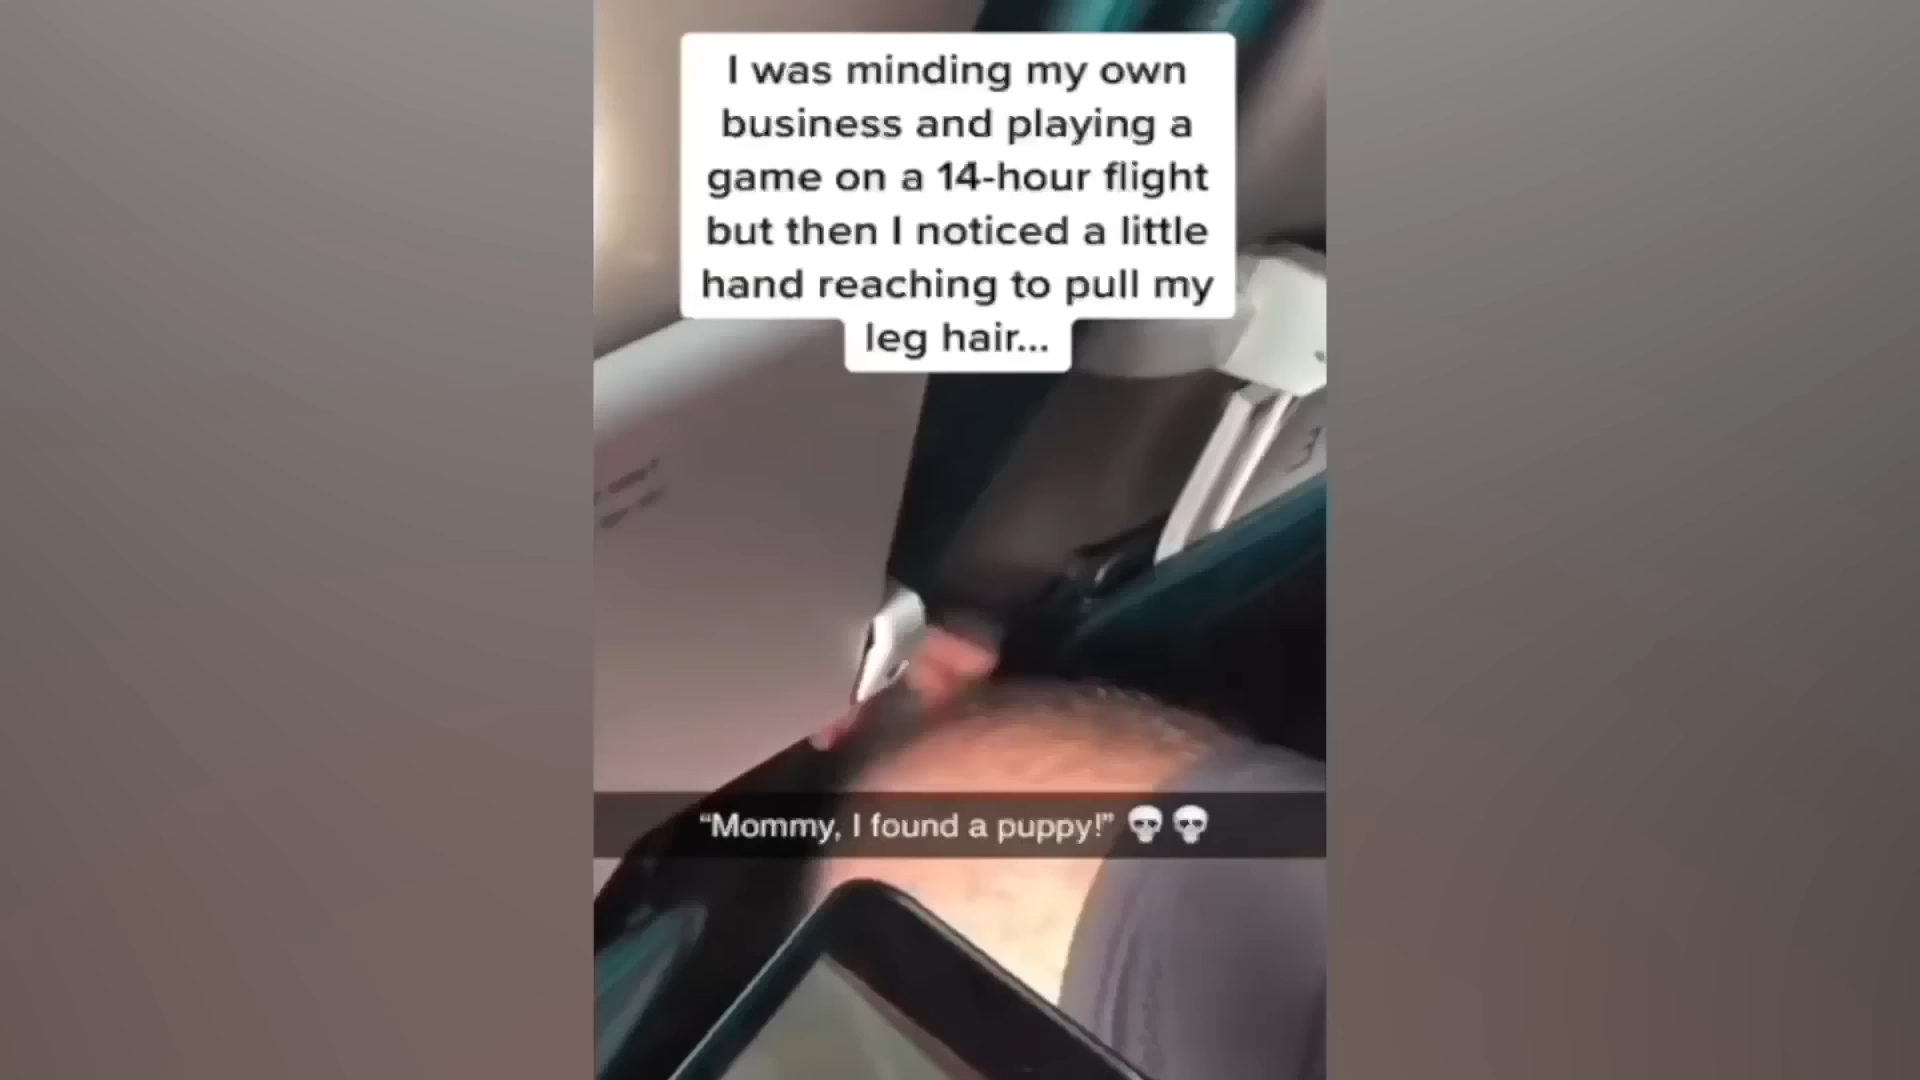 I was minding my own
business and playing a
game on a 14-hour flight
but then I noticed a little
hand reaching to pull my
leg hair...
“Mommy, I found a puppy!” 💀💀